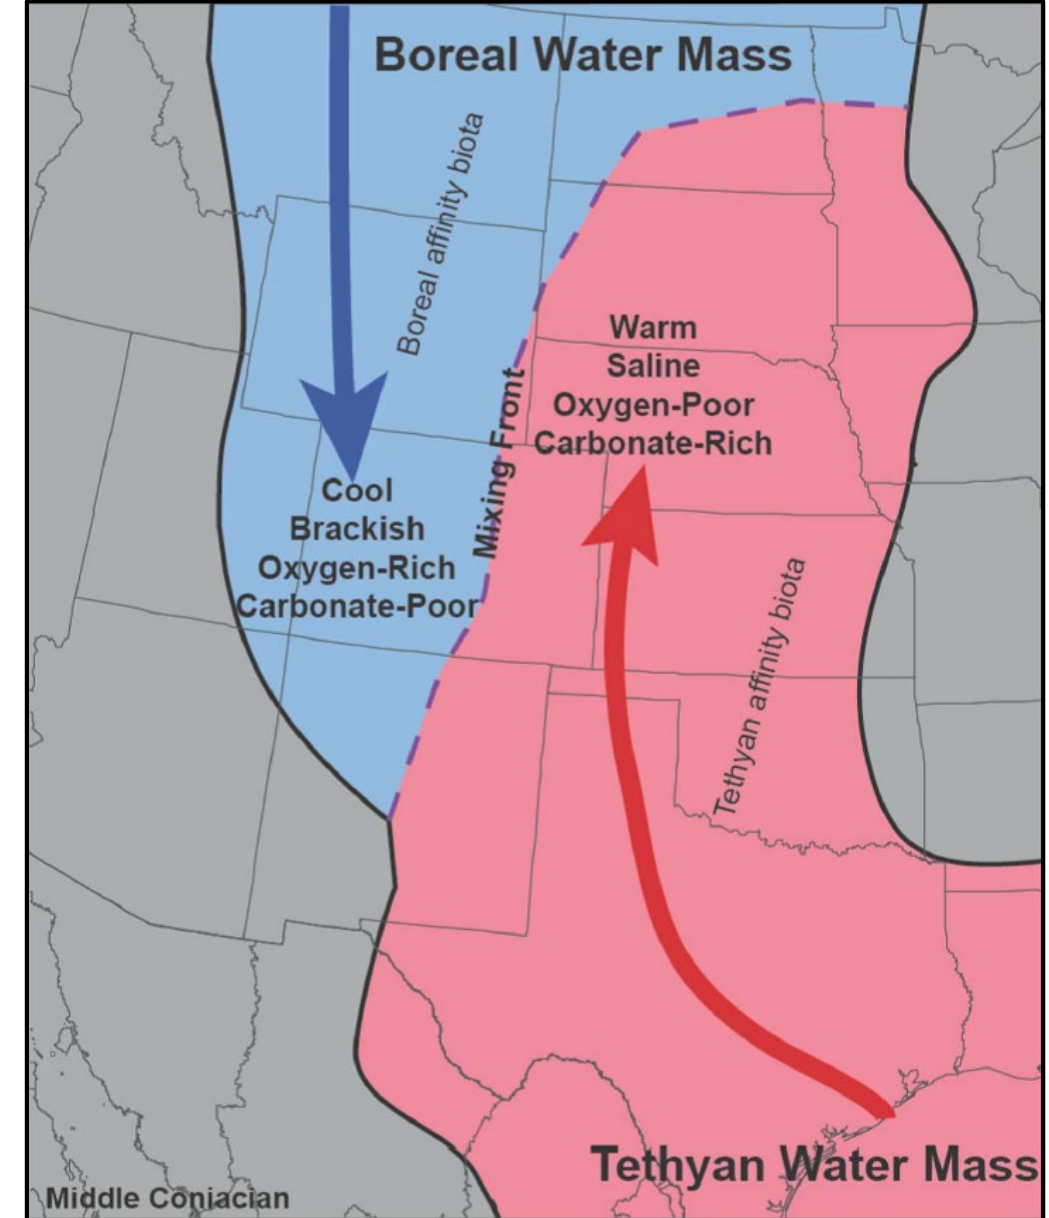 Boreal Water Mass
Boreal affinity biota
Warm
Saline
Oxygen-Poor
Carbonate-Rich
Mixing Front
Cool
Brackish
Oxygen-Rich
Carbonate-Poor
Tethyan affinity biota
Tethyan Water Mass
Middle Coniacian